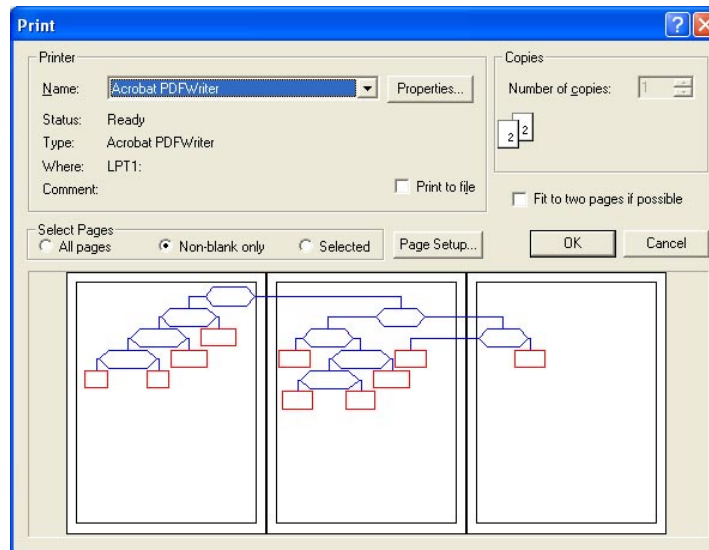 Print
Printer
Name: Acrobat PDFWriter Properties...
Status: Ready
Type: Acrobat PDFWriter
Where: LPT1:
Comment: Print to file
Copies
Number of copies: 1
2 2
Fit to two pages if possible
Select Pages
All pages Non-blank only Selected Page Setup... OK Cancel